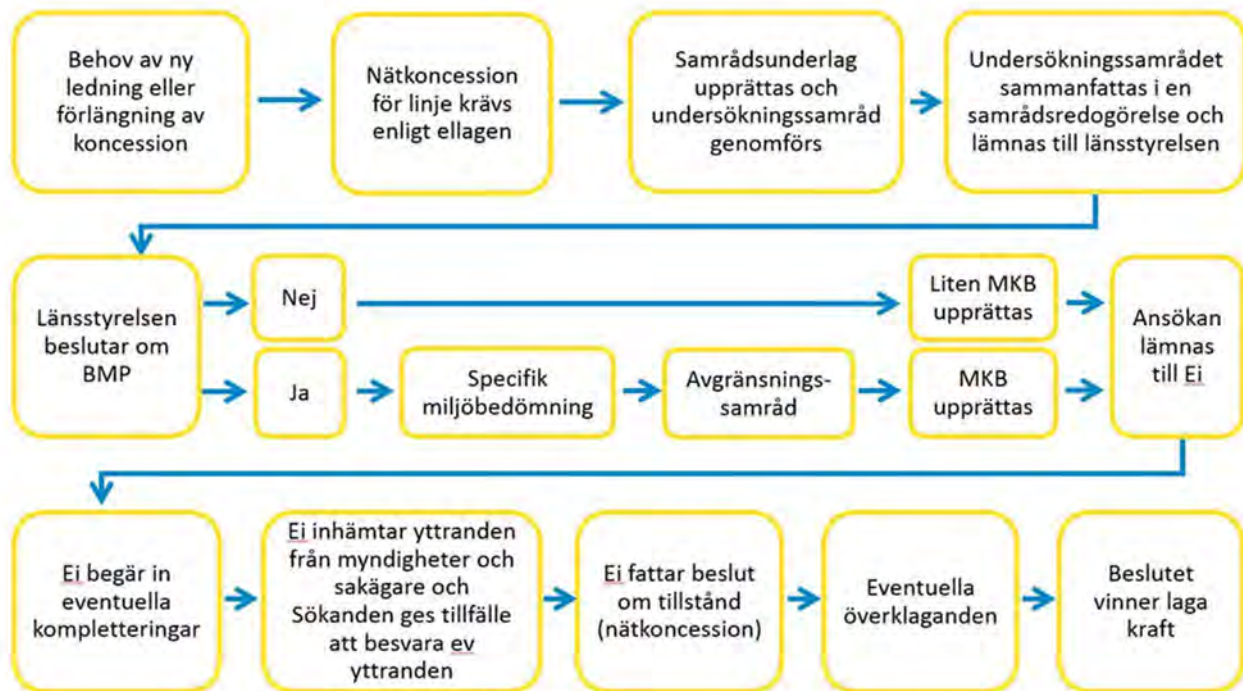 Behov av ny
ledning eller
förlängning av
koncession
Nätkoncession
för linje krävs
enligt ellagen
Samrådsunderlag
upprättas och
undersökningssamråd
genomförs
Undersökningssamrådet
sammanfattas i en
samrådsredogörelse och
lämnas till länsstyrelsen
Länsstyrelsen
beslutar om
BMP
Nej
Liten MKB
upprättas
Ja
Specifik
miljöbedömning
Avgränsnings-
samråd
MKB
upprättas
Ansökan
lämnas
till Ei
Ei begär in
eventuella
kompletteringar
Ei inhämtar yttranden
från myndigheter och
sakägare och
Sökanden ges tillfälle
att besvara ev
yttranden
Ei fattar beslut
om tillstånd
(nätkoncession)
Eventuella
överklaganden
Beslutet
vinner laga
kraft